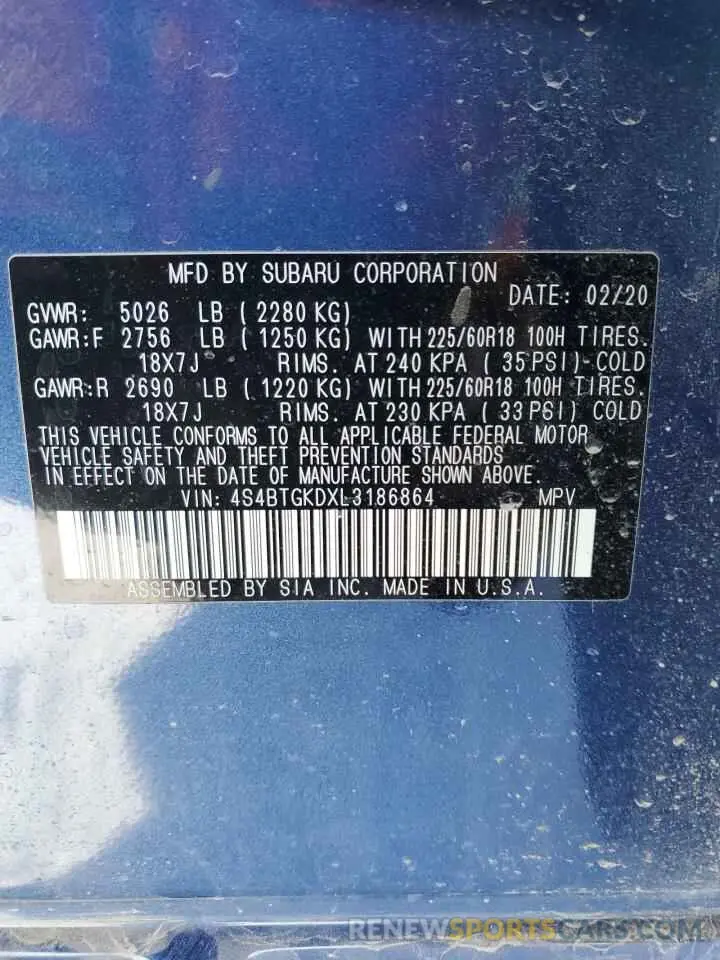 MFD BY SUBARU CORPORATION
DATE: 02/20
GVWR: 5026 LB ( 2280 KG)
GAWR:F 2756 LB ( 1250 KG) WITH 225/60R18 100H TIRES.
18X7J RIMS. AT 240 KPA ( 35 PSI) COLD
GAWR:R 2690 LB ( 1220 KG) WITH 225/60R18 100H TIRES.
18X7J RIMS. AT 230 KPA ( 33 PSI) COLD
THIS VEHICLE CONFORMS TO ALL APPLICABLE FEDERAL MOTOR
VEHICLE SAFETY AND THEFT PREVENTION STANDARDS
IN EFFECT ON THE DATE OF MANUFACTURE SHOWN ABOVE.
VIN: 4S4BTGKDXL3186864 MPV
ASSEMBLED BY SIA INC. MADE IN U.S.A.
RENEWSPORTSCARS.COM